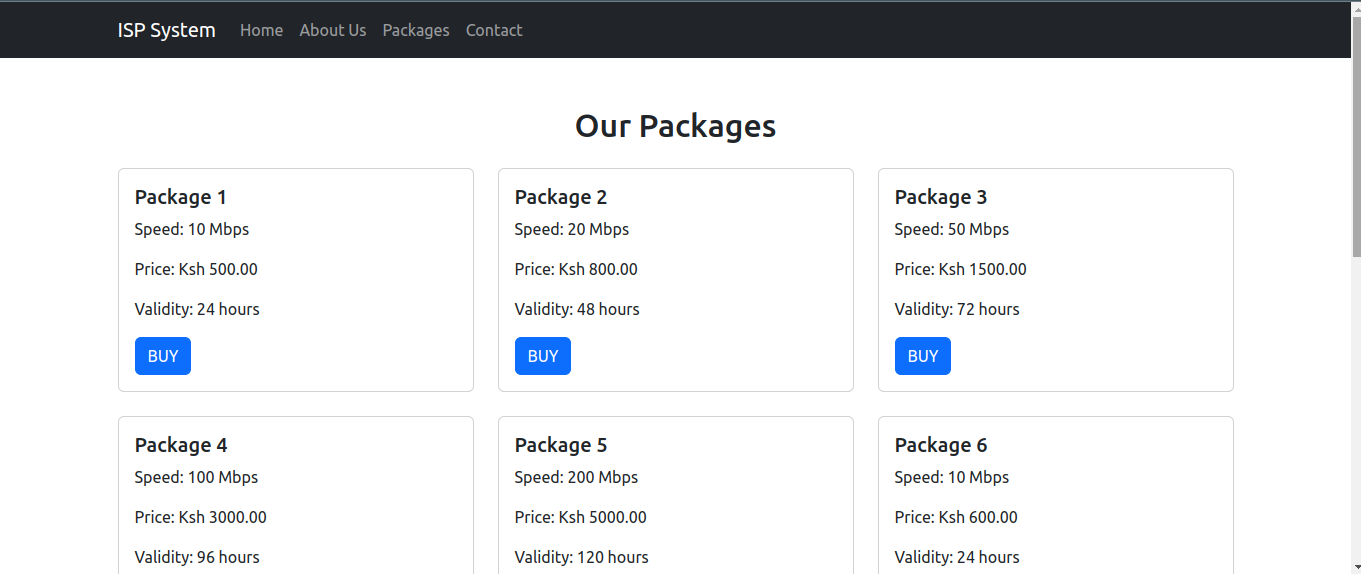 ISP System Home About Us Packages Contact
Our Packages
Package 1
Speed: 10 Mbps
Price: Ksh 500.00
Validity: 24 hours
BUY
Package 2
Speed: 20 Mbps
Price: Ksh 800.00
Validity: 48 hours
BUY
Package 3
Speed: 50 Mbps
Price: Ksh 1500.00
Validity: 72 hours
BUY
Package 4
Speed: 100 Mbps
Price: Ksh 3000.00
Validity: 96 hours
Package 5
Speed: 200 Mbps
Price: Ksh 5000.00
Validity: 120 hours
Package 6
Speed: 10 Mbps
Price: Ksh 600.00
Validity: 24 hours